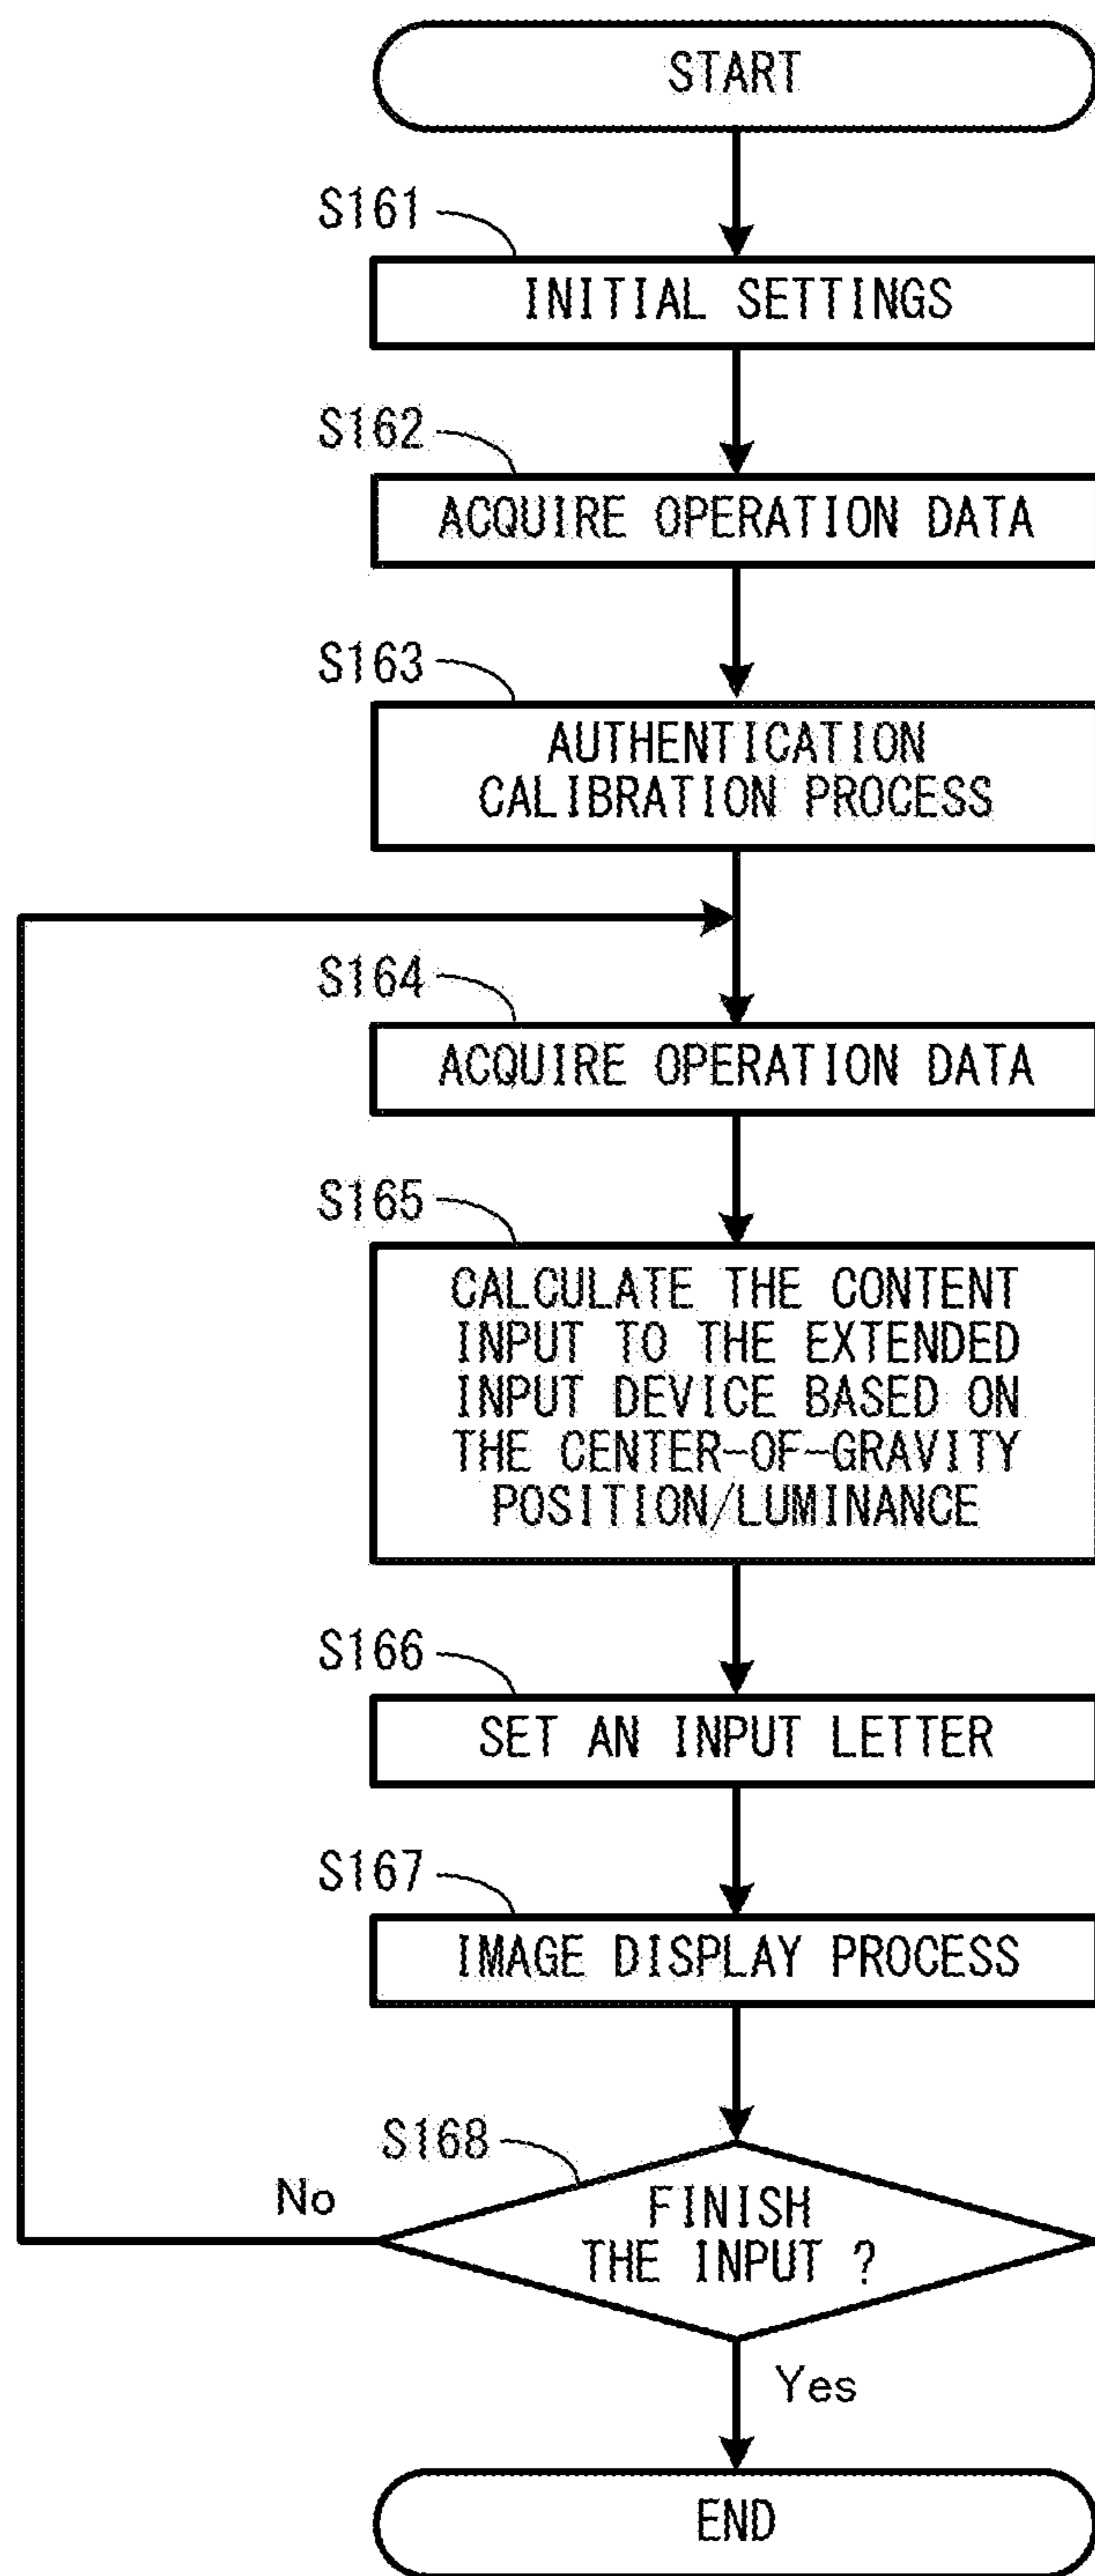 START
S161
INITIAL SETTINGS
S162
ACQUIRE OPERATION DATA
S163
AUTHENTICATION
CALIBRATION PROCESS
S164
ACQUIRE OPERATION DATA
S165
CALCULATE THE CONTENT
INPUT TO THE EXTENDED
INPUT DEVICE BASED ON
THE CENTER-OF-GRAVITY
POSITION/LUMINANCE
S166
SET AN INPUT LETTER
S167
IMAGE DISPLAY PROCESS
S168
No
FINISH
THE INPUT ?
Yes
END